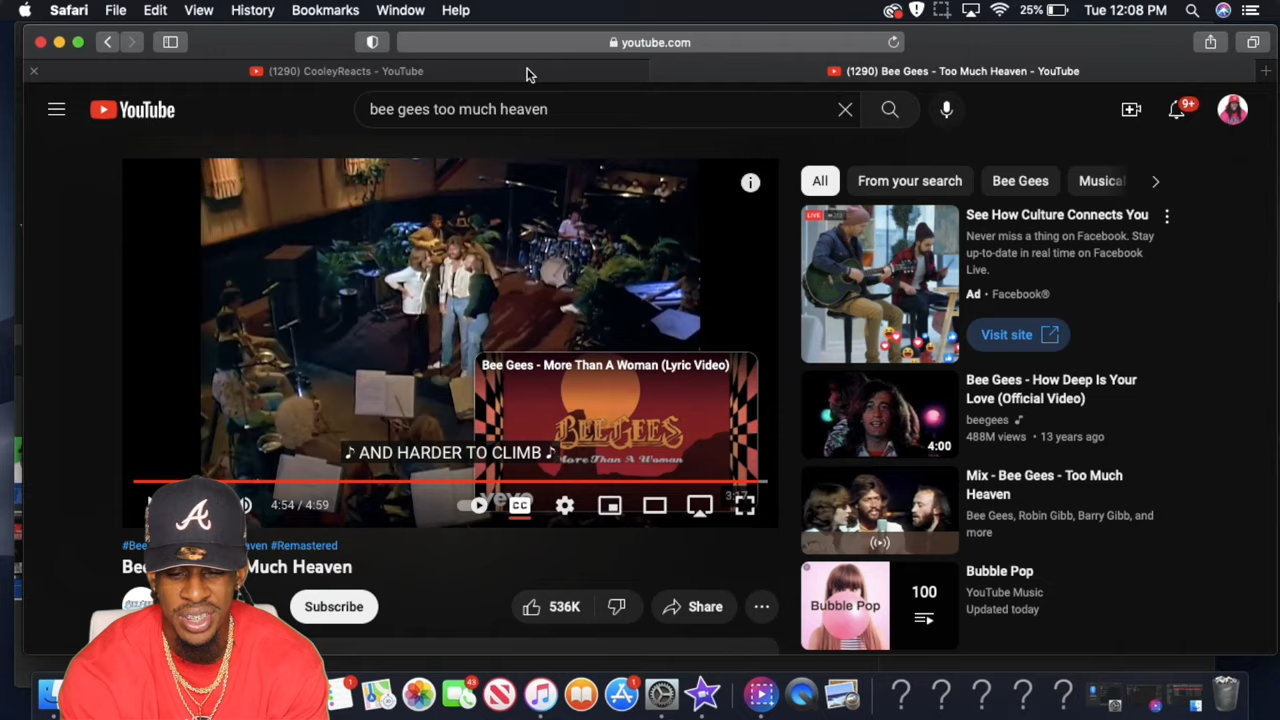 Safari File Edit View History Bookmarks Window Help 25% Tue 12:08 PM
youtube.com
(1290) CooleyReacts - YouTube
(1290) Bee Gees - Too Much Heaven - YouTube
YouTube
bee gees too much heaven
9+
All
From your search
Bee Gees
Musical
LIVE
See How Culture Connects You
Never miss a thing on Facebook. Stay
up-to-date in real time on Facebook
Live.
Ad • Facebook®
Visit site
Bee Gees - More Than A Woman (Lyric Video)
BEE GEES
More Than A Woman
♪ AND HARDER TO CLIMB ♪
vevo
4:54 / 4:59
CC
Bee Gees - How Deep Is Your
Love (Official Video)
beegees
488M views • 13 years ago
4:00
Mix - Bee Gees - Too Much
Heaven
Bee Gees, Robin Gibb, Barry Gibb, and
more
#Remastered
Much Heaven
Subscribe
536K
Share
Bubble Pop
100
Bubble Pop
YouTube Music
Updated today
A
1
43
1